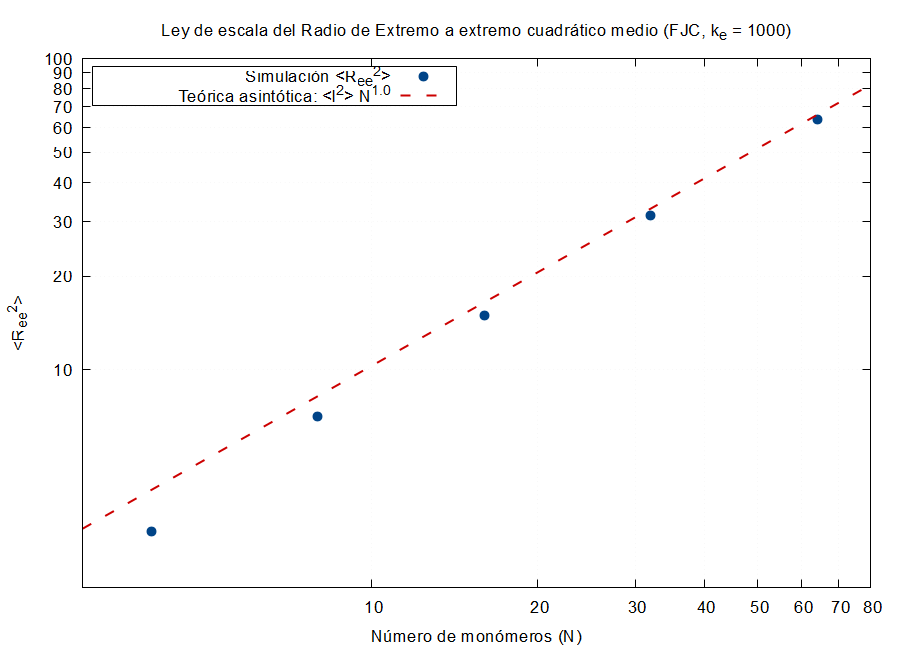 Ley de escala del Radio de Extremo a extremo cuadrático medio (FJC, ke = 1000)
Simulación <Ree2>
Teórica asintótica: <l2> N1.0
100
90
80
70
60
50
40
30
20
10
<Ree2>
10 20 30 40 50 60 70 80
Número de monómeros (N)